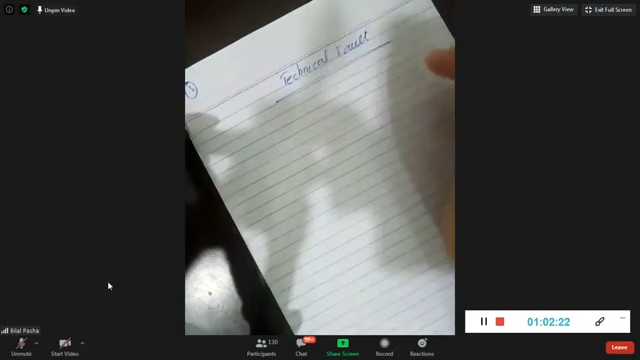 Unpin Video
Gallery View
Exit Full Screen
Technical Fault
Bilal Pasha
01:02:22
Unmute
Start Video
130
Participants
99+
Chat
Share Screen
Record
Reactions
Leave